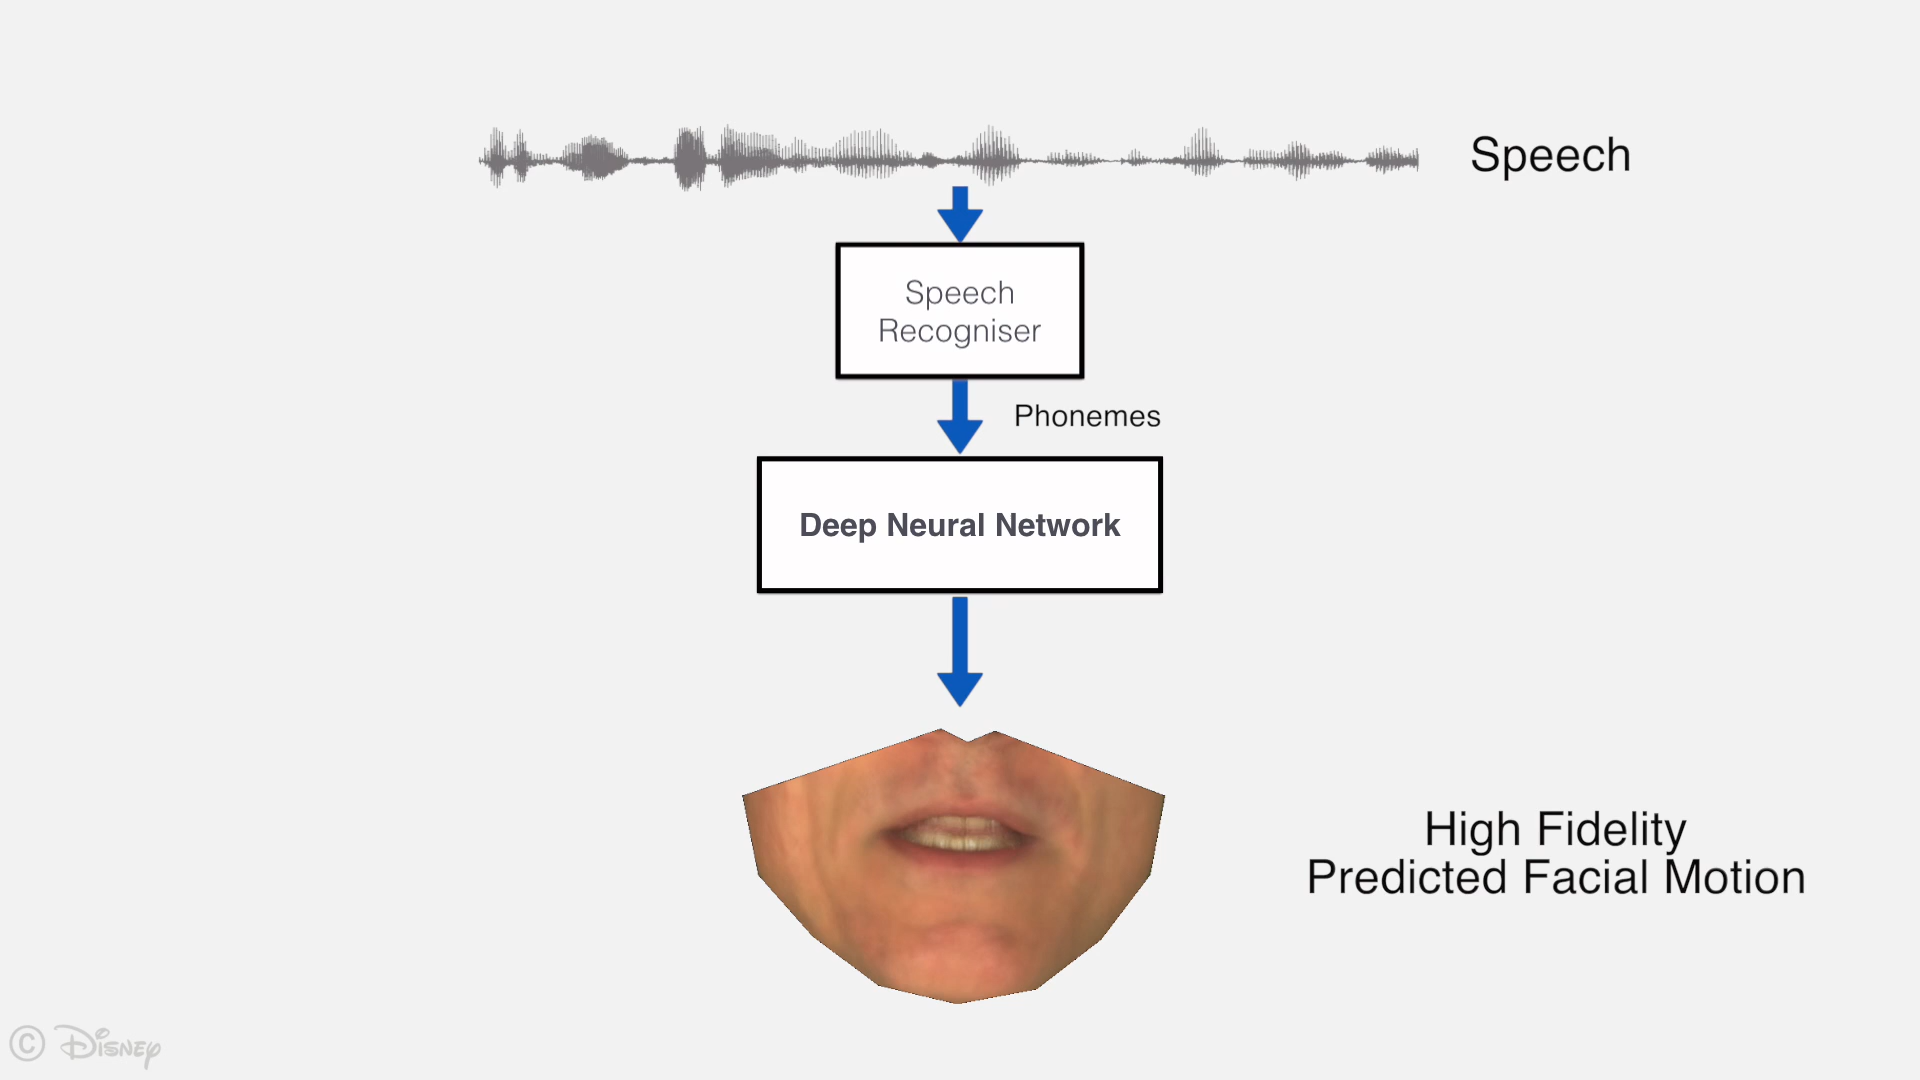 Speech
Speech
Recogniser
Phonemes
Deep Neural Network
High Fidelity
Predicted Facial Motion
© Disney